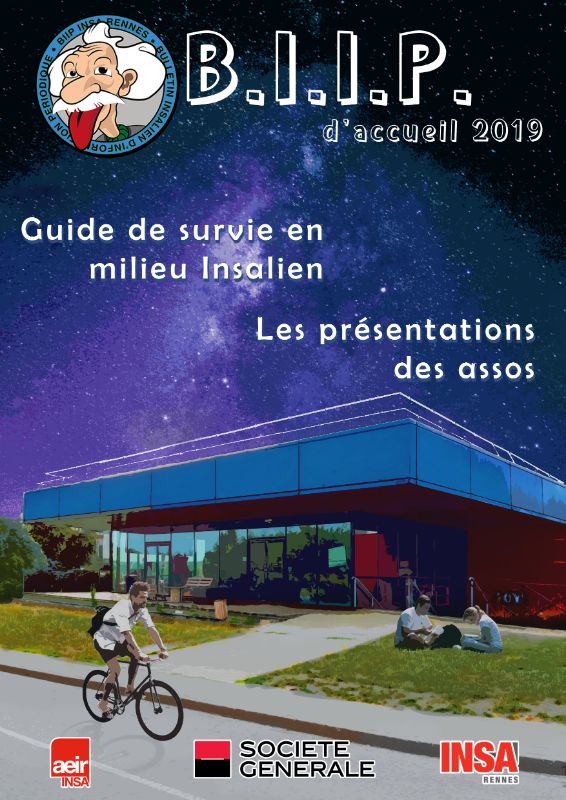 • BIIP INSA RENNES • BULLETIN INSALIEN D'INFORMATION PÉRIODIQUE
B.I.I.P.
d'accueil 2019
Guide de survie en
milieu Insalien
Les présentations
des assos
aeir
INSA
SOCIETE
GENERALE
INSA
RENNES